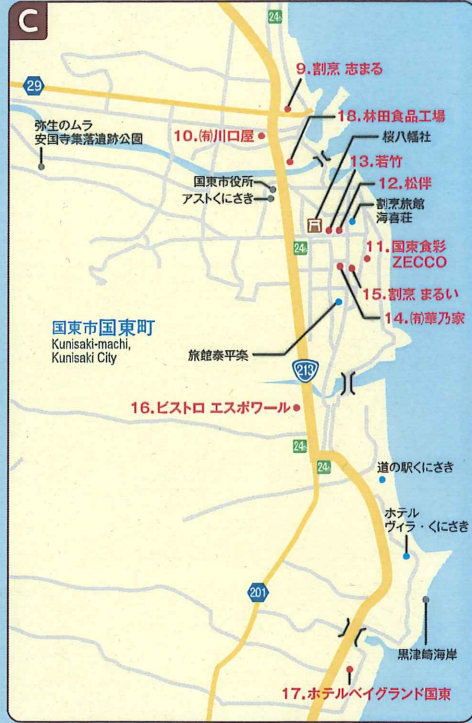 C
24h
29
9.割烹 志まる
18.林田食品工場
弥生のムラ
安国寺集落遺跡公園
10.㈲川口屋
桜八幡社
13.若竹
国東市役所
アストくにさき
12.松伴
割烹旅館
海喜荘
24h
11.国東食彩
ZECCO
15.割烹 まるい
14.㈲華乃家
国東市国東町
Kunisaki-machi,
Kunisaki City
旅館泰平楽
213
16.ビストロ エスポワール
24h
24h
道の駅くにさき
ホテル
ヴィラ・くにさき
201
黒津崎海岸
17.ホテルベイグランド国東